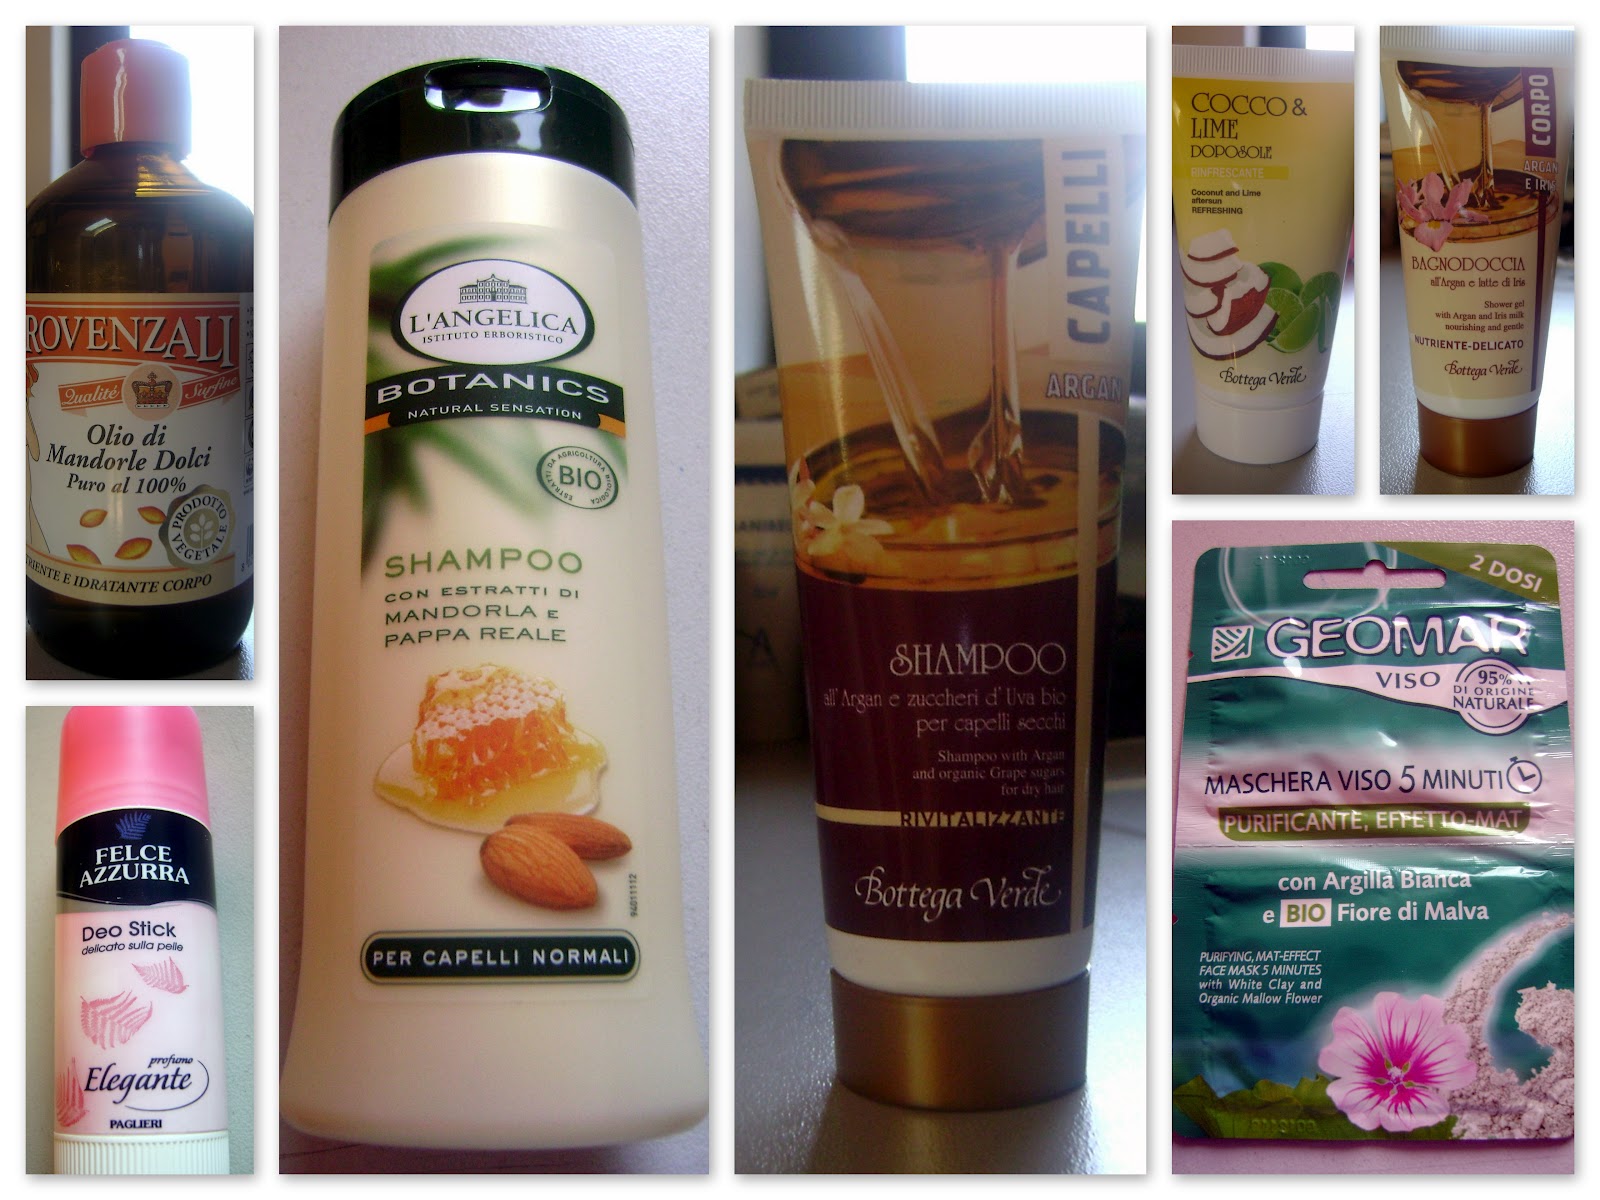 ROVENZALI
Qualité Surfine
Olio di
Mandorle Dolci
Puro al 100%
PRODOTTO
VEGETALE
RIENTE E IDRATANTE CORPO
FELCE
AZZURRA
Deo Stick
delicato sulla pelle
profumo
Elegante
PAGLIERI
L'ANGELICA
ISTITUTO ERBORISTICO
BOTANICS
NATURAL SENSATION
ESTRATTI DA AGRICOLTURA BIOLOGICA
BIO
SHAMPOO
CON ESTRATTI DI
MANDORLA E
PAPPA REALE
94011112
PER CAPELLI NORMALI
CAPELLI
ARGAN
SHAMPOO
all'Argan e zuccheri d'Uva bio
per capelli secchi
Shampoo with Argan
and organic Grape sugars
for dry hair
RIVITALIZZANTE
Bottega Verde
COCCO &
LIME
DOPOSOLE
RINFRESCANTE
Coconut and Lime
aftersun
REFRESHING
Bottega Verde
CORPO
ARGAN
E IRIS
BAGNODOCCIA
all'Argan e latte di Iris
Shower gel
with Argan and Iris milk
nourishing and gentle
NUTRIENTE-DELICATO
Bottega Verde
2 DOSI
GEOMAR
VISO
95%
DI ORIGINE
NATURALE
MASCHERA VISO 5 MINUTI
PURIFICANTE, EFFETTO-MAT
con Argilla Bianca
e BIO Fiore di Malva
PURIFYING, MAT-EFFECT
FACE MASK 5 MINUTES
with White Clay and
Organic Mallow Flower